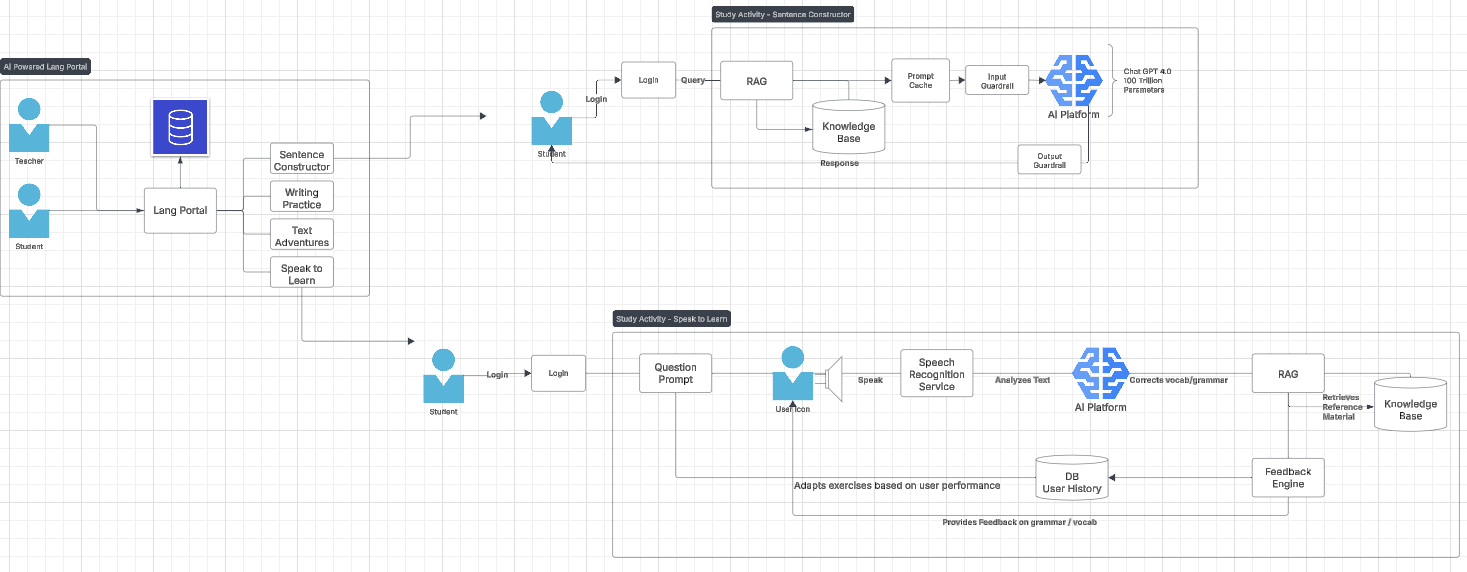 Study Activity - Sentence Constructor
AI Powered Lang Portal
Teacher
Student
Lang Portal
Sentence
Constructor
Writing
Practice
Text
Adventures
Speak to
Learn
Student
Login
Login
Query
RAG
Knowledge
Base
Prompt
Cache
Input
Guardrail
AI Platform
Chat GPT 4.0
100 Trillion
Parameters
Output
Guardrail
Response
Study Activity - Speak to Learn
Student
Login
Login
Question
Prompt
User Icon
Speak
Speech
Recognition
Service
Analyzes Text
AI Platform
Corrects vocab/grammar
RAG
Retrieves
Reference
Material
Knowledge
Base
Feedback
Engine
DB
User History
Adapts exercises based on user performance
Provides Feedback on grammar / vocab